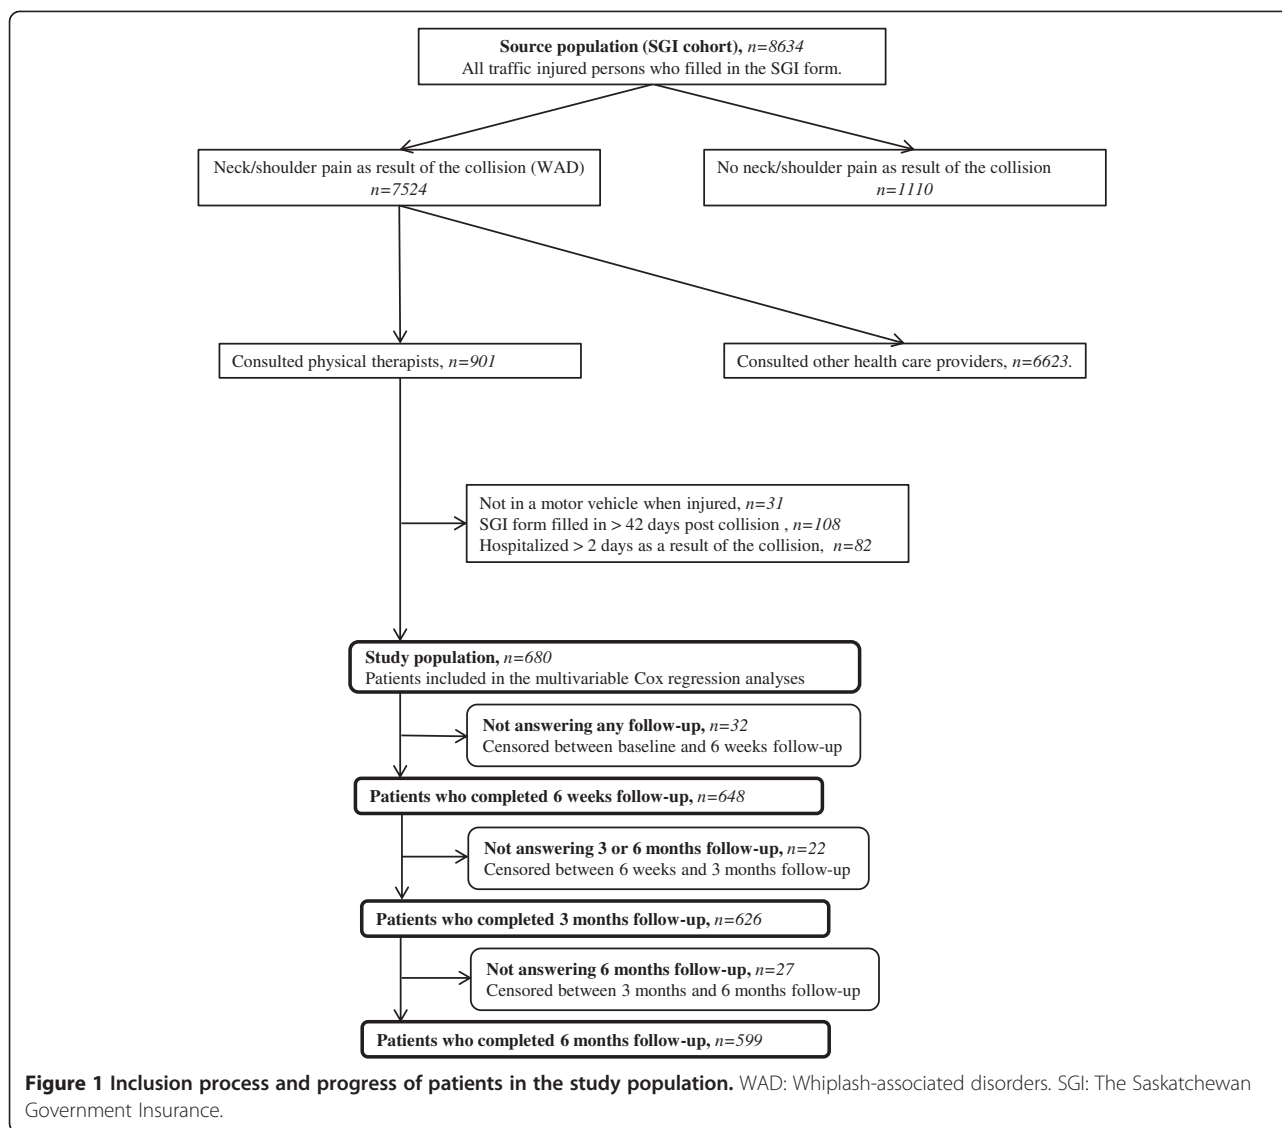 Source population (SGI cohort), n=8634
All traffic injured persons who filled in the SGI form.
Neck/shoulder pain as result of the collision (WAD)
n=7524
No neck/shoulder pain as result of the collision
n=1110
Consulted physical therapists, n=901
Consulted other health care providers, n=6623.
Not in a motor vehicle when injured, n=31
SGI form filled in > 42 days post collision , n=108
Hospitalized > 2 days as a result of the collision, n=82
Study population, n=680
Patients included in the multivariable Cox regression analyses
Not answering any follow-up, n=32
Censored between baseline and 6 weeks follow-up
Patients who completed 6 weeks follow-up, n=648
Not answering 3 or 6 months follow-up, n=22
Censored between 6 weeks and 3 months follow-up
Patients who completed 3 months follow-up, n=626
Not answering 6 months follow-up, n=27
Censored between 3 months and 6 months follow-up
Patients who completed 6 months follow-up, n=599
Figure 1 Inclusion process and progress of patients in the study population. WAD: Whiplash-associated disorders. SGI: The Saskatchewan
Government Insurance.